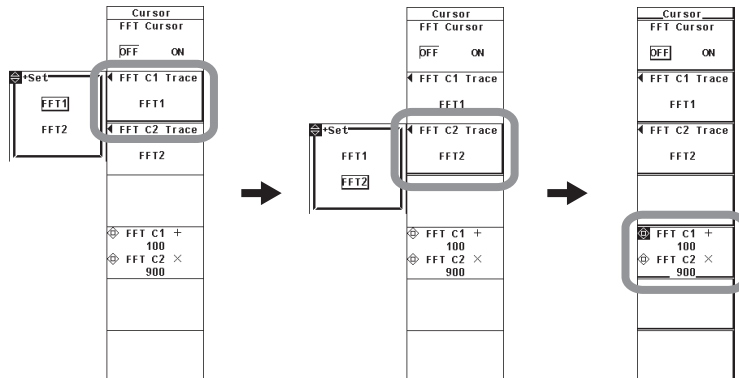 Cursor
FFT Cursor
OFF ON
FFT C1 Trace
FFT1
FFT C2 Trace
FFT2
FFT C1 +
100
FFT C2 ×
900
+Set
FFT1
FFT2
Cursor
FFT Cursor
OFF ON
FFT C1 Trace
FFT1
FFT C2 Trace
FFT2
FFT C1 +
100
FFT C2 ×
900
+Set
FFT1
FFT2
Cursor
FFT Cursor
OFF ON
FFT C1 Trace
FFT1
FFT C2 Trace
FFT2
FFT C1 +
100
FFT C2 ×
900